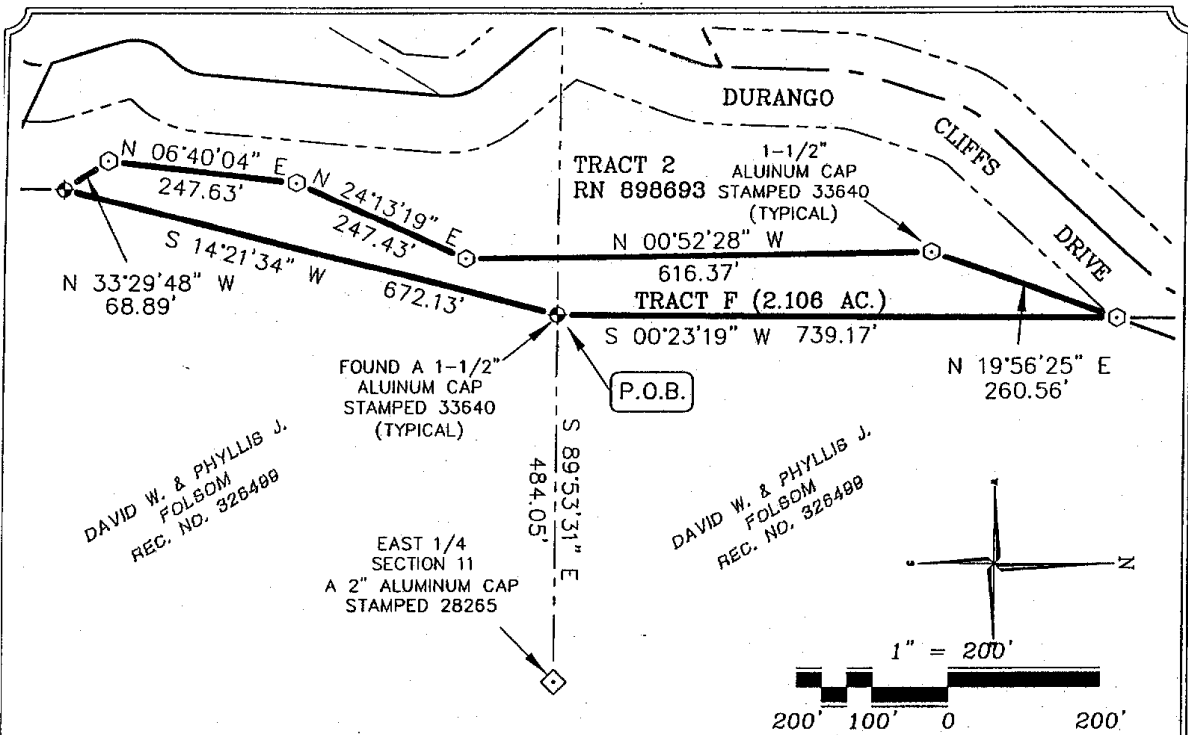 DURANGO
CLIFFS
DRIVE
N 06°40'04" E
247.63'
N 24°13'19" E
247.43'
TRACT 2
RN 898693
1-1/2"
ALUINUM CAP
STAMPED 33640
(TYPICAL)
N 00°52'28" W
616.37'
S 14°21'34" W 672.13'
N 33°29'48" W
68.89'
TRACT F (2.106 AC.)
S 00°23'19" W 739.17'
N 19°56'25" E
260.56'
FOUND A 1-1/2"
ALUINUM CAP
STAMPED 33640
(TYPICAL)
P.O.B.
S 89°53'31" E
484.05'
DAVID W. & PHYLLIS J.
FOLSOM
REC. NO. 326499
DAVID W. & PHYLLIS J.
FOLSOM
REC. NO. 326499
EAST 1/4
SECTION 11
A 2" ALUMINUM CAP
STAMPED 28265
N
1" = 200'
200' 100' 0 200'